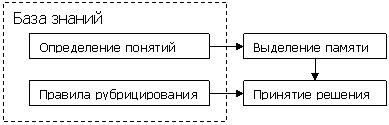 База знаний
Определение понятий
Выделение памяти
Правила рубрицирования
Принятие решения